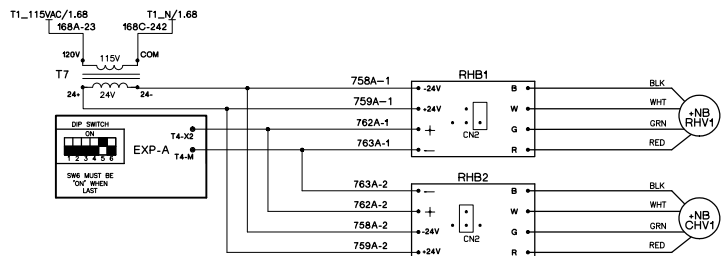 T1_115VAC/1.68 T1_N/1.68
168A-23 168C-242
120V 115V COM
T7
24+ 24V 24-
DIP SWITCH
ON
1 2 3 4 5 6
SW6 MUST BE
"ON" WHEN
LAST
EXP-A
T4-X2
T4-M
758A-1
759A-1
762A-1
763A-1
RHB1
-24V B
+24V W
+ G
- R
CN2
BLK
WHT
GRN
RED
+NB
RHV1
763A-2
762A-2
758A-2
759A-2
RHB2
- B
+ W
-24V G
+24V R
CN2
BLK
WHT
GRN
RED
+NB
CHV1